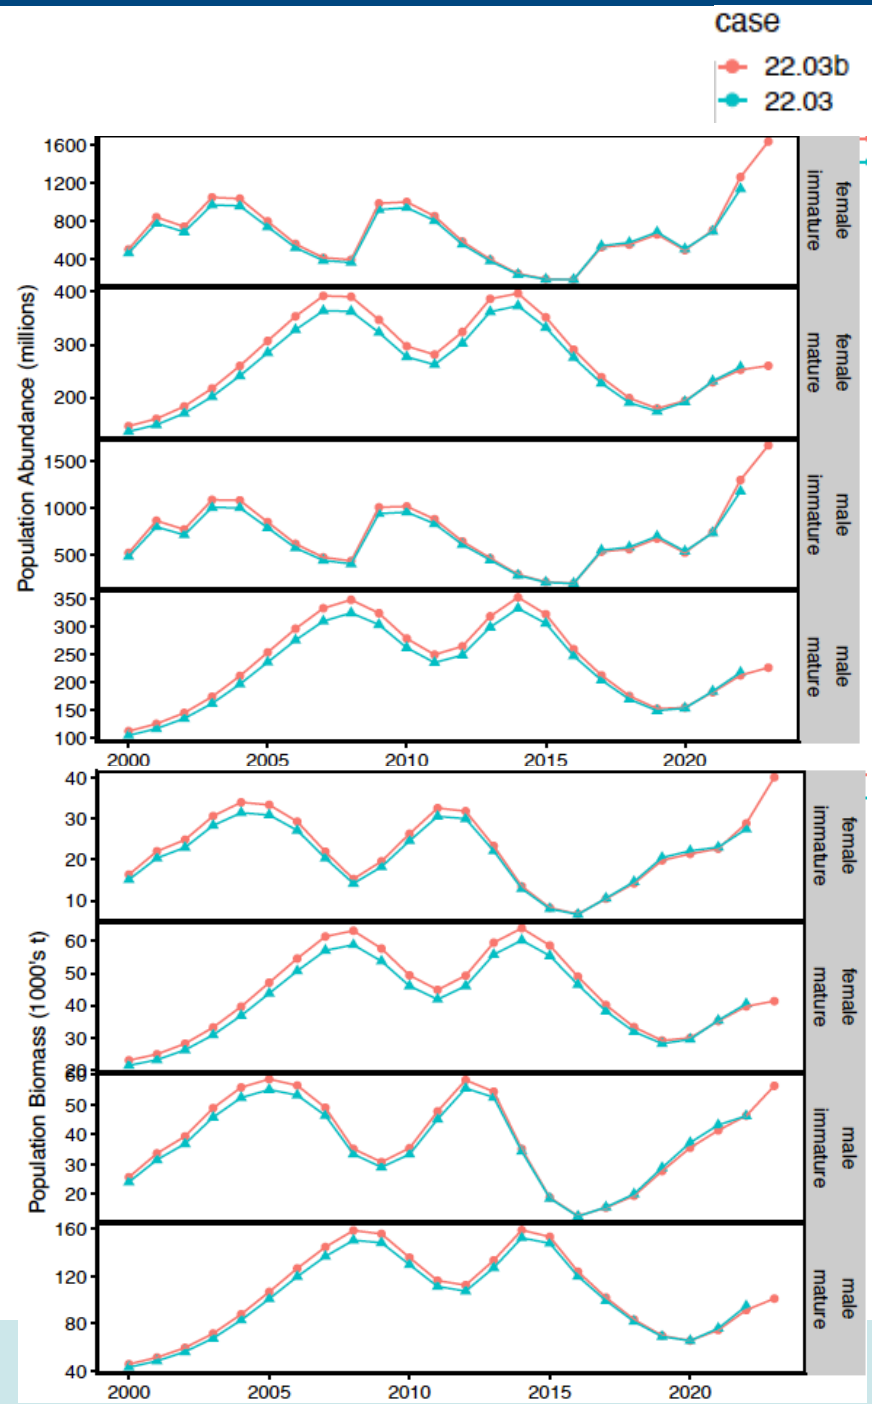 case
22.03b
22.03
Population Abundance (millions)
1600
1200
800
400
female
immature
400
300
200
female
mature
1500
1000
500
male
immature
350
300
250
200
150
100
male
mature
2000 2005 2010 2015 2020
Population Biomass (1000's t)
40
30
20
10
female
immature
60
50
40
30
20
female
mature
60
50
40
30
20
male
immature
160
120
80
40
male
mature
2000 2005 2010 2015 2020